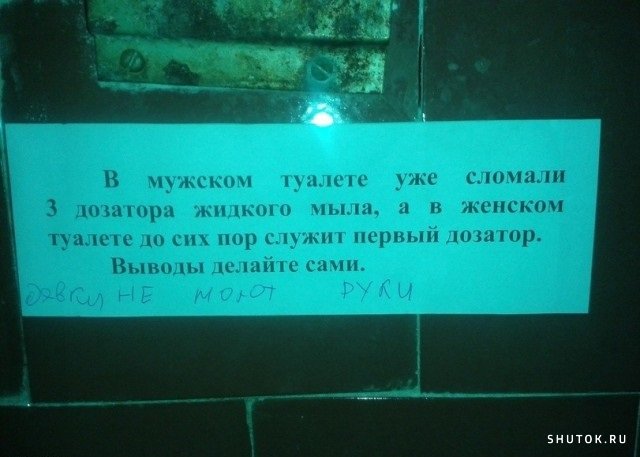 В мужском туалете уже сломали
3 дозатора жидкого мыла, а в женском
туалете до сих пор служит первый дозатор.
Выводы делайте сами.
НЕ моют РУКИ
SHUTOK.RU